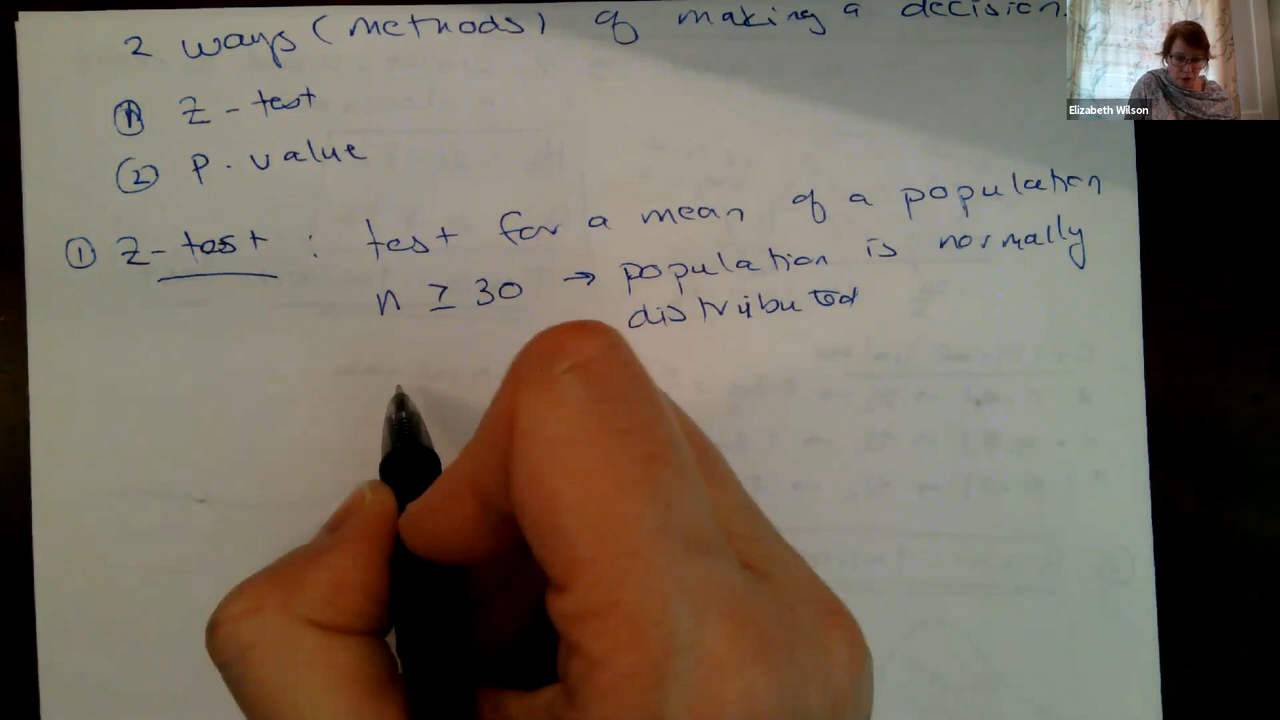 2 ways (methods) of making a decision.
① Z-test
② P. value
① Z-test : test for a mean of a population
n ≥ 30 → population is normally
distributed
Elizabeth Wilson